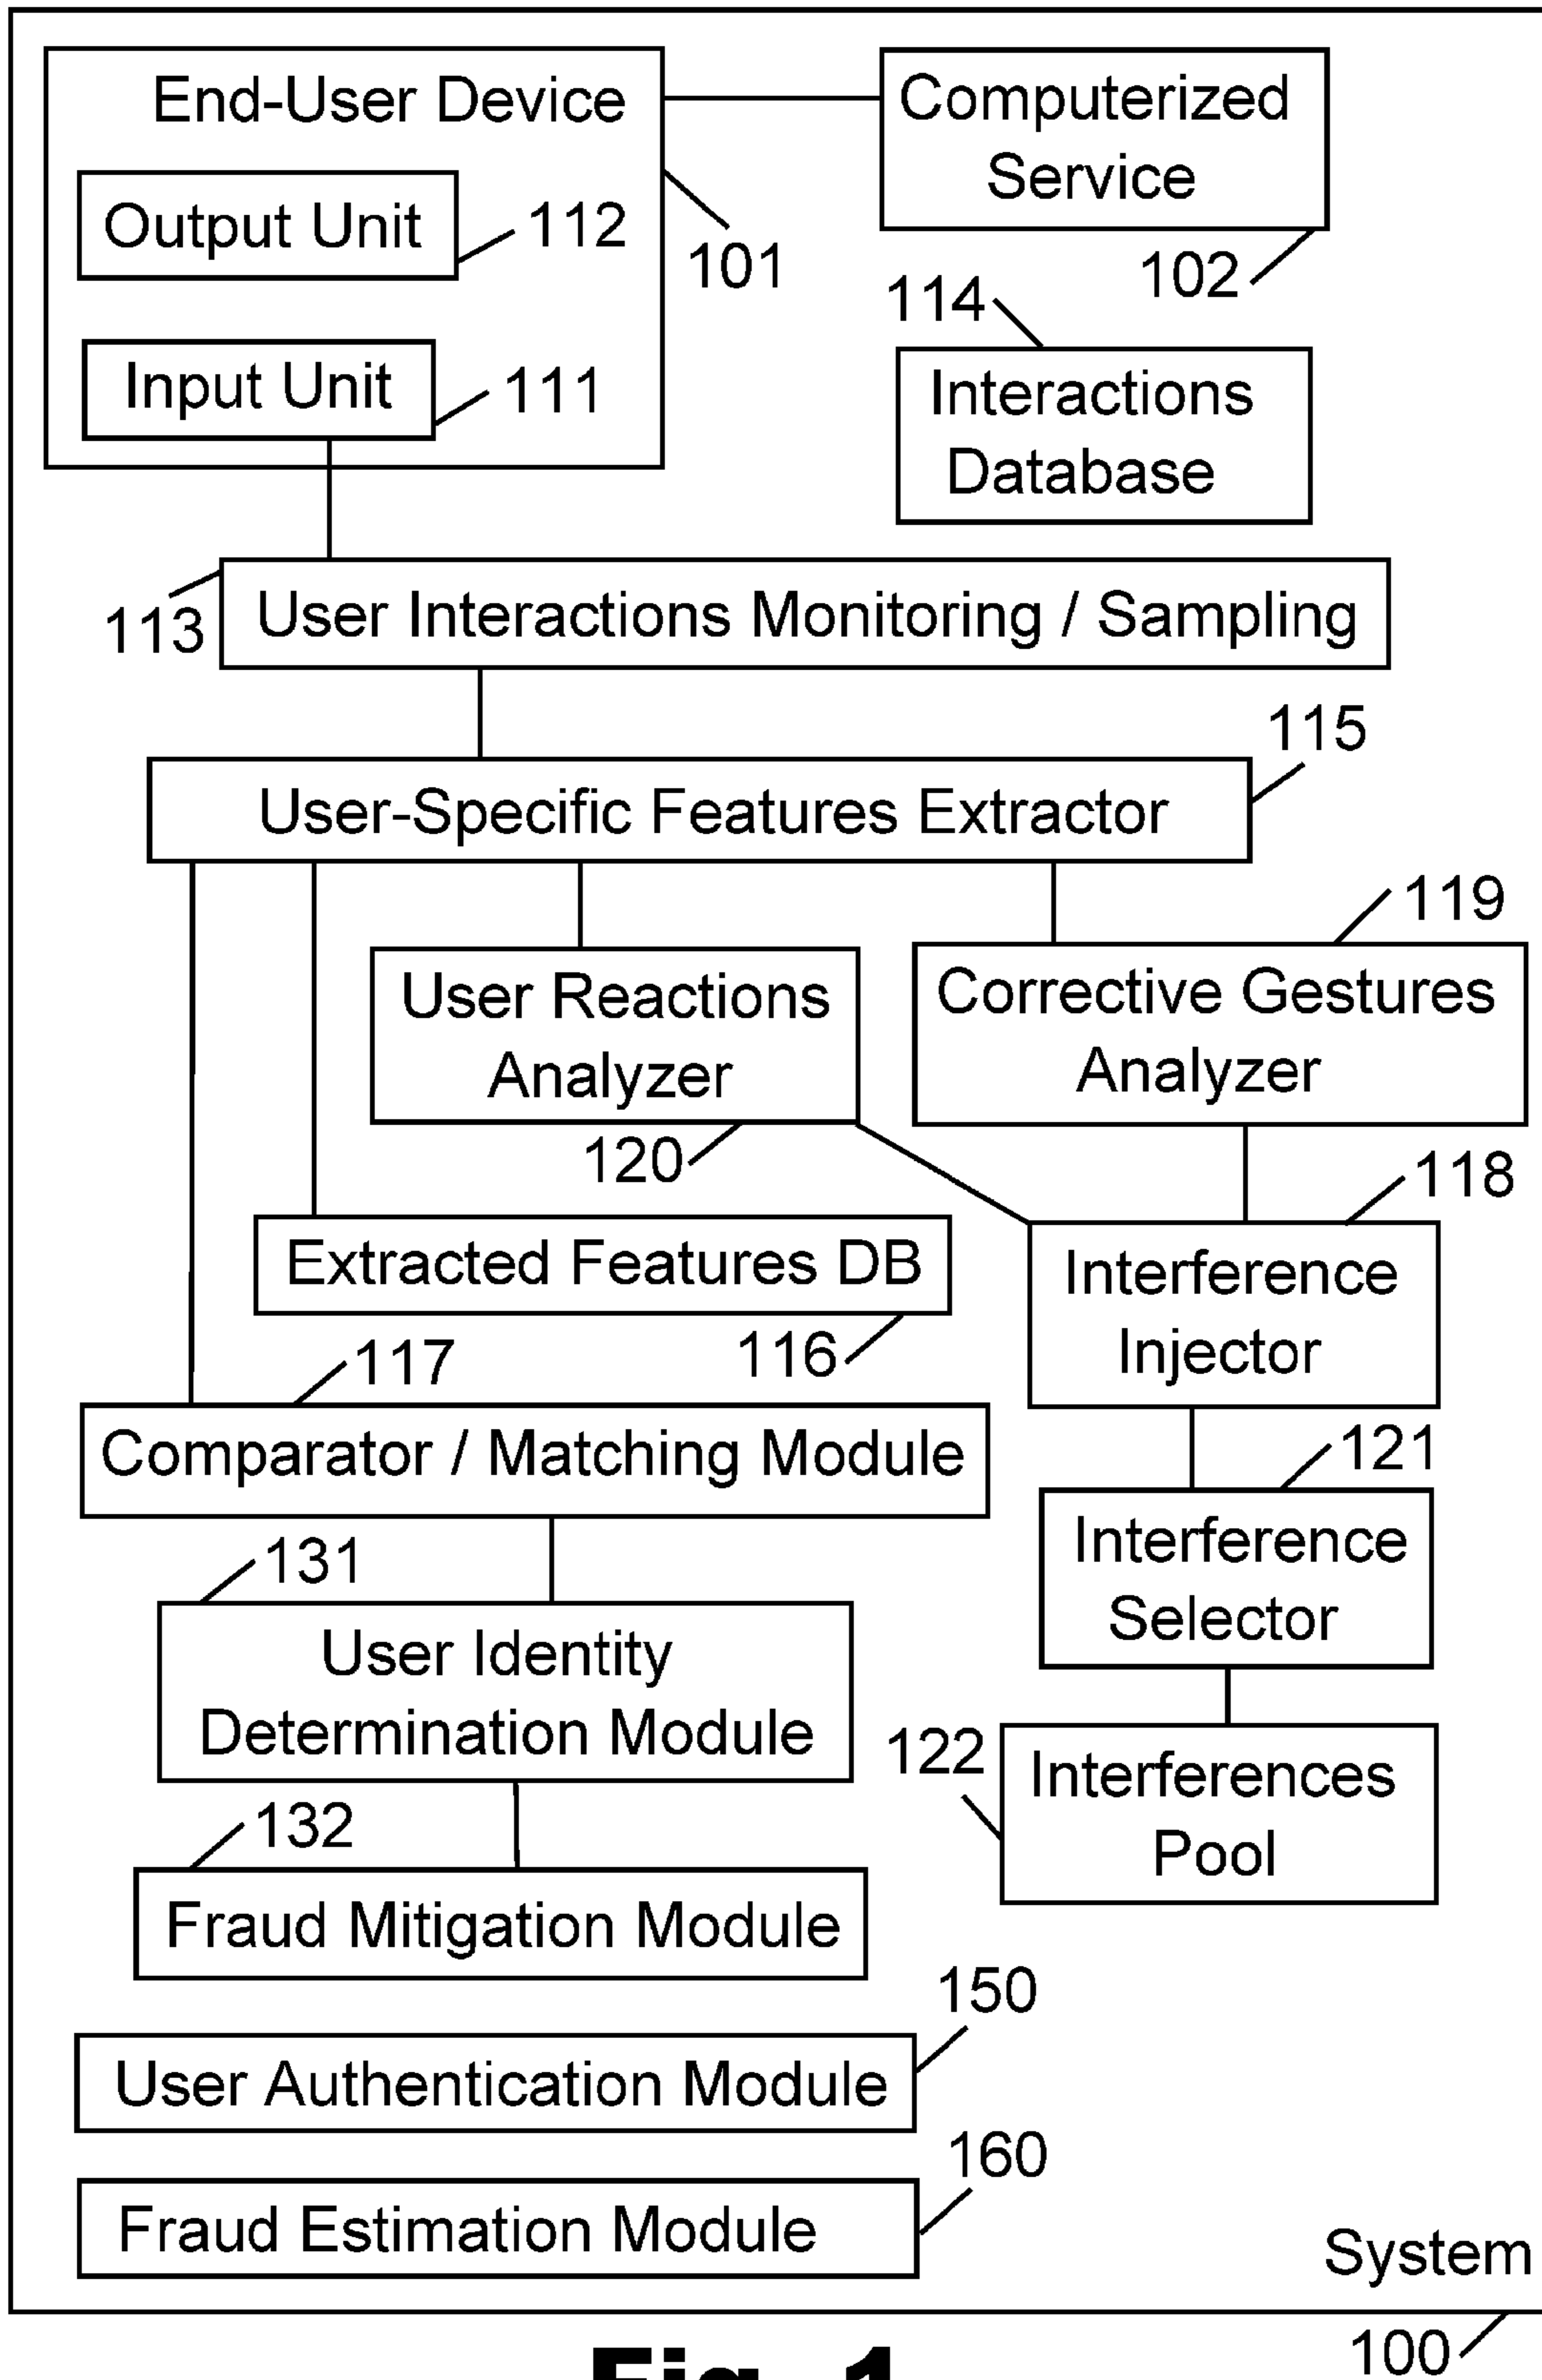 End-User Device
Computerized
Service
Output Unit
112
101
102
114
Input Unit
111
Interactions
Database
113
User Interactions Monitoring / Sampling
115
User-Specific Features Extractor
119
User Reactions
Analyzer
Corrective Gestures
Analyzer
120
118
Extracted Features DB
116
Interference
Injector
117
Comparator / Matching Module
121
131
Interference
Selector
User Identity
Determination Module
122
Interferences
Pool
132
Fraud Mitigation Module
150
User Authentication Module
160
Fraud Estimation Module
System
100
Fig. 1